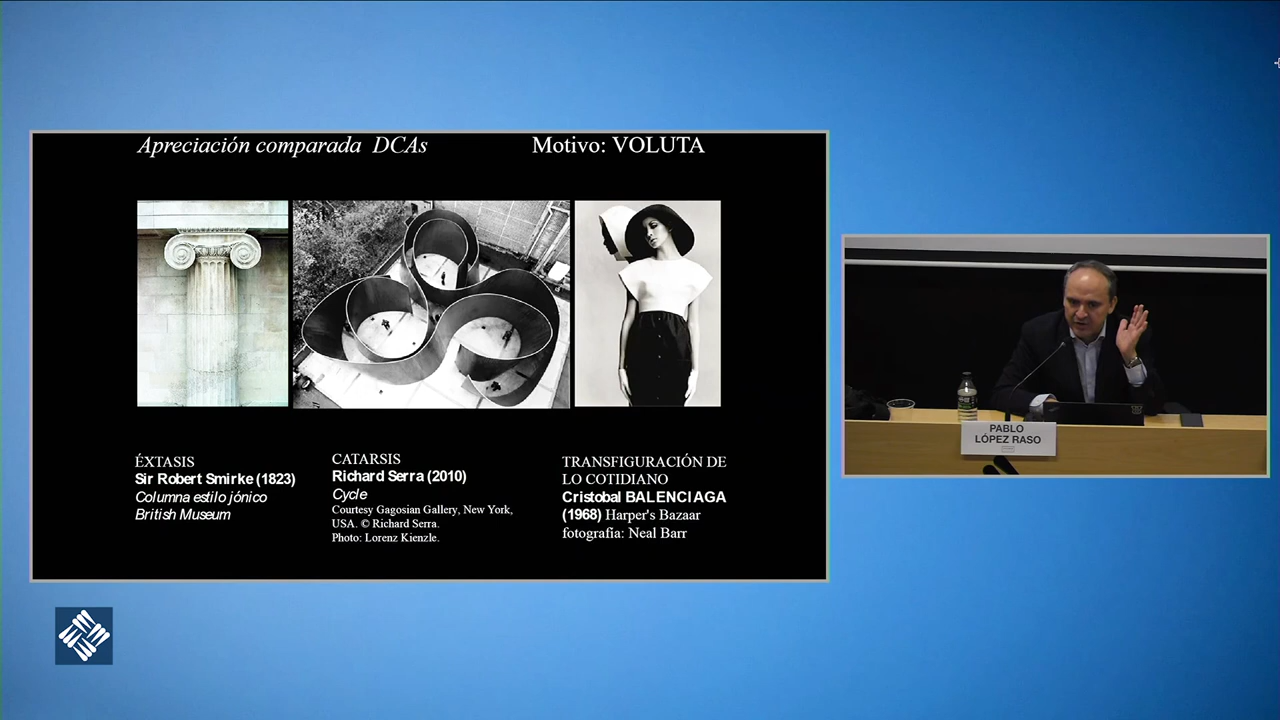 Apreciación comparada DCAs
Motivo: VOLUTA
ÉXTASIS
Sir Robert Smirke (1823)
Columna estilo jónico
British Museum
CATARSIS
Richard Serra (2010)
Cycle
Courtesy Gagosian Gallery, New York,
USA. © Richard Serra.
Photo: Lorenz Kienzle.
TRANSFIGURACIÓN DE
LO COTIDIANO
Cristobal BALENCIAGA
(1968) Harper's Bazaar
fotografia: Neal Barr
PABLO
LÓPEZ RASO